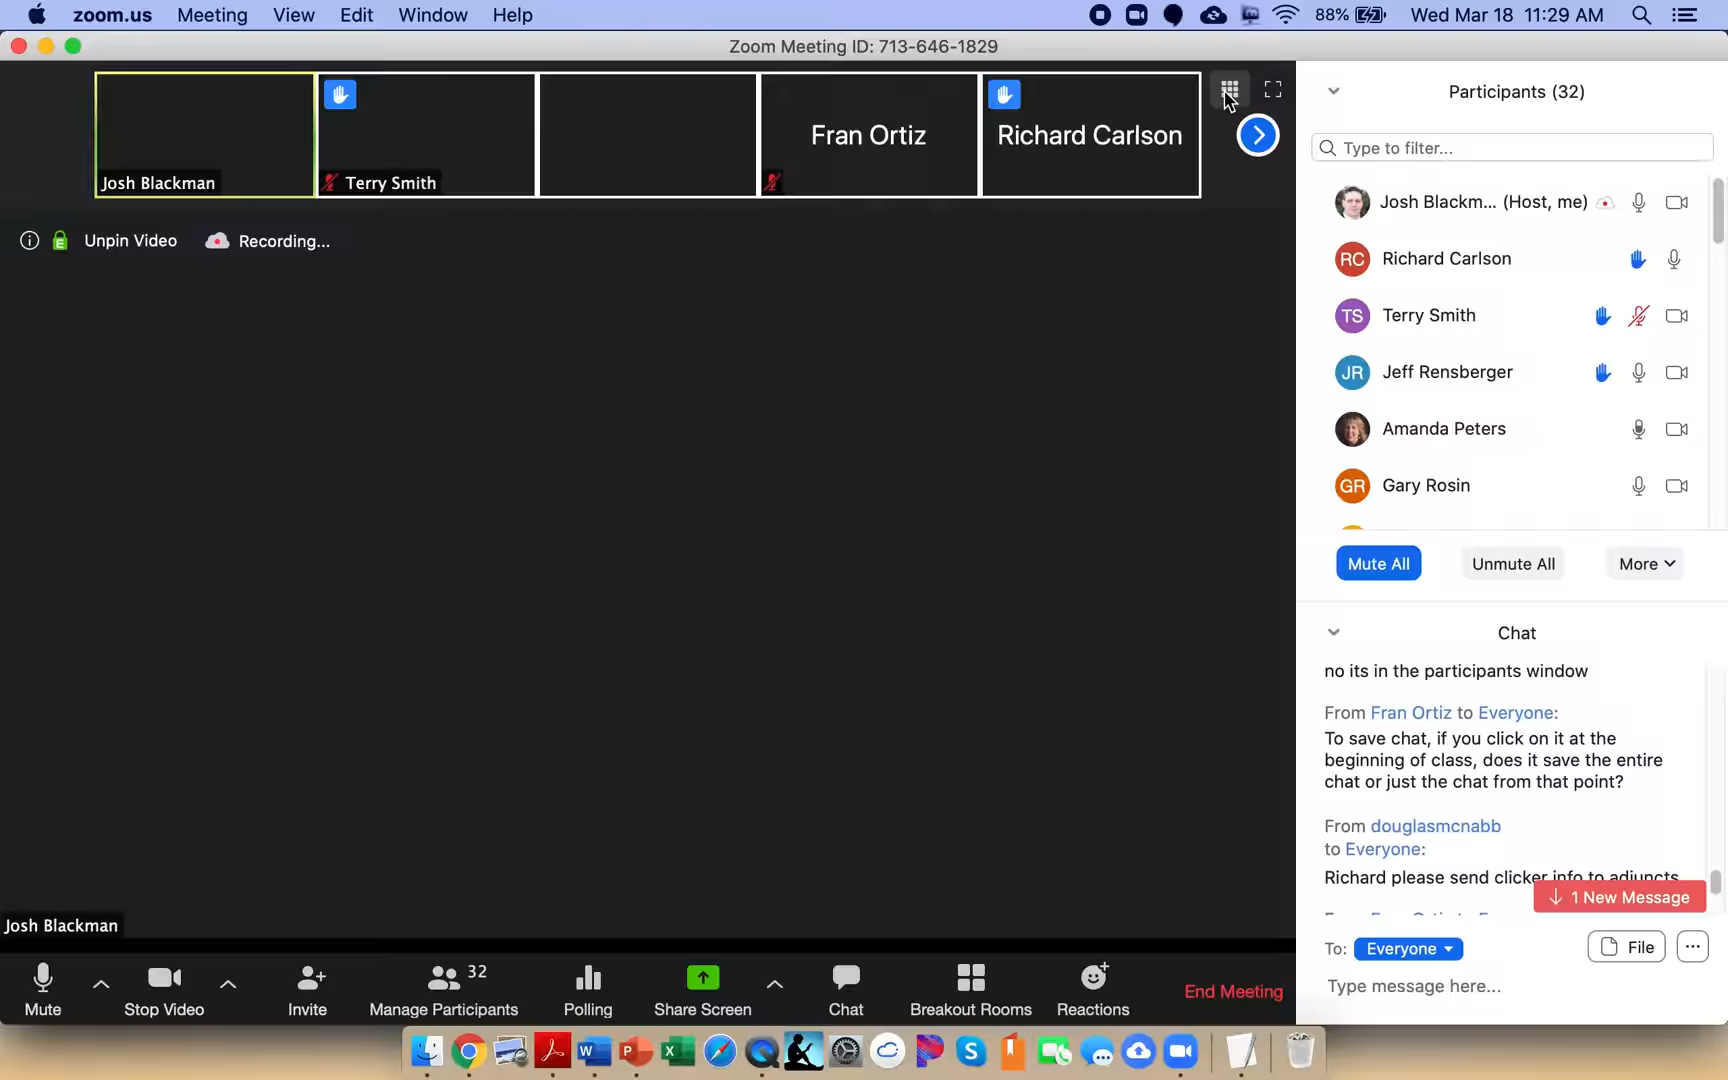 zoom.us Meeting View Edit Window Help 88% Wed Mar 18 11:29 AM
Zoom Meeting ID: 713-646-1829
Josh Blackman
Terry Smith
Fran Ortiz
Richard Carlson
Unpin Video Recording...
Josh Blackman
Mute
Stop Video
Invite
32
Manage Participants
Polling
Share Screen
Chat
Breakout Rooms
Reactions
End Meeting
Participants (32)
Type to filter...
Josh Blackm... (Host, me)
RC Richard Carlson
TS Terry Smith
JR Jeff Rensberger
Amanda Peters
GR Gary Rosin
Mute All Unmute All More
Chat
no its in the participants window
From Fran Ortiz to Everyone:
To save chat, if you click on it at the
beginning of class, does it save the entire
chat or just the chat from that point?
From douglasmcnabb
to Everyone:
Richard please send clicker info to adjuncts
1 New Message
To: Everyone File
Type message here...